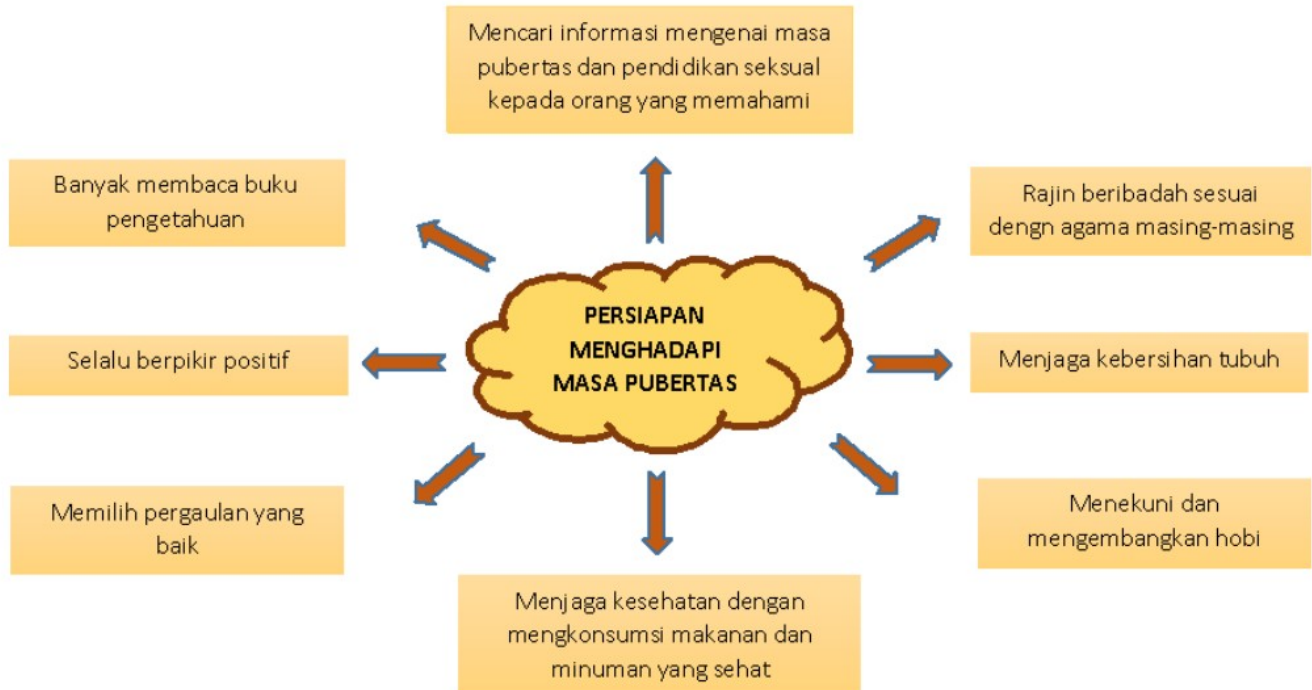 Mencari informasi mengenai masa
pubertas dan pendidikan seksual
kepada orang yang memahami
Banyak membaca buku
pengetahuan
Rajin beribadah sesuai
dengn agama masing-masing
PERSIAPAN
MENGHADAPI
MASA PUBERTAS
Selalu berpikir positif
Menjaga kebersihan tubuh
Memilih pergaulan yang
baik
Menekuni dan
mengembangkan hobi
Menjaga kesehatan dengan
mengkonsumsi makanan dan
minuman yang sehat